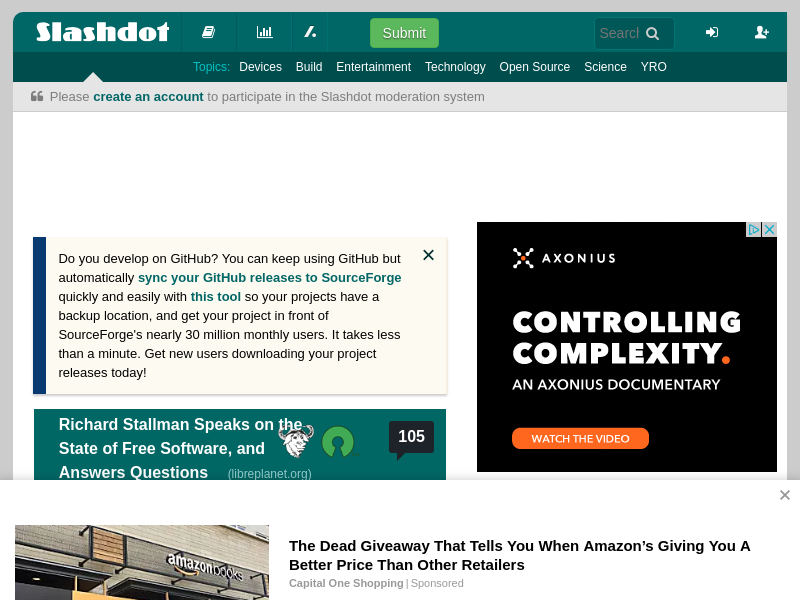 Slashdot
Submit
Search
Topics: Devices Build Entertainment Technology Open Source Science YRO
Please create an account to participate in the Slashdot moderation system
Do you develop on GitHub? You can keep using GitHub but
automatically sync your GitHub releases to SourceForge
quickly and easily with this tool so your projects have a
backup location, and get your project in front of
SourceForge's nearly 30 million monthly users. It takes less
than a minute. Get new users downloading your project
releases today!
AXONIUS
CONTROLLING
COMPLEXITY.
AN AXONIUS DOCUMENTARY
WATCH THE VIDEO
Richard Stallman Speaks on the
State of Free Software, and
Answers Questions (libreplanet.org)
105
amazonbooks
The Dead Giveaway That Tells You When Amazon’s Giving You A
Better Price Than Other Retailers
Capital One Shopping | Sponsored